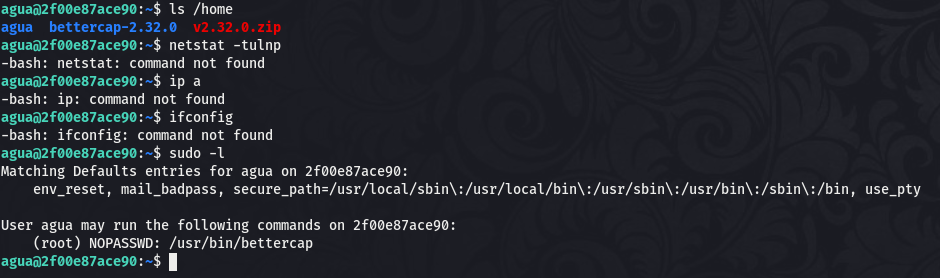 agua@2f00e87ace90:~$ ls /home
agua  bettercap-2.32.0  v2.32.0.zip
agua@2f00e87ace90:~$ netstat -tulnp
-bash: netstat: command not found
agua@2f00e87ace90:~$ ip a
-bash: ip: command not found
agua@2f00e87ace90:~$ ifconfig
-bash: ifconfig: command not found
agua@2f00e87ace90:~$ sudo -l
Matching Defaults entries for agua on 2f00e87ace90:
    env_reset, mail_badpass, secure_path=/usr/local/sbin\:/usr/local/bin\:/usr/sbin\:/usr/bin\:/sbin\:/bin, use_pty

User agua may run the following commands on 2f00e87ace90:
    (root) NOPASSWD: /usr/bin/bettercap
agua@2f00e87ace90:~$